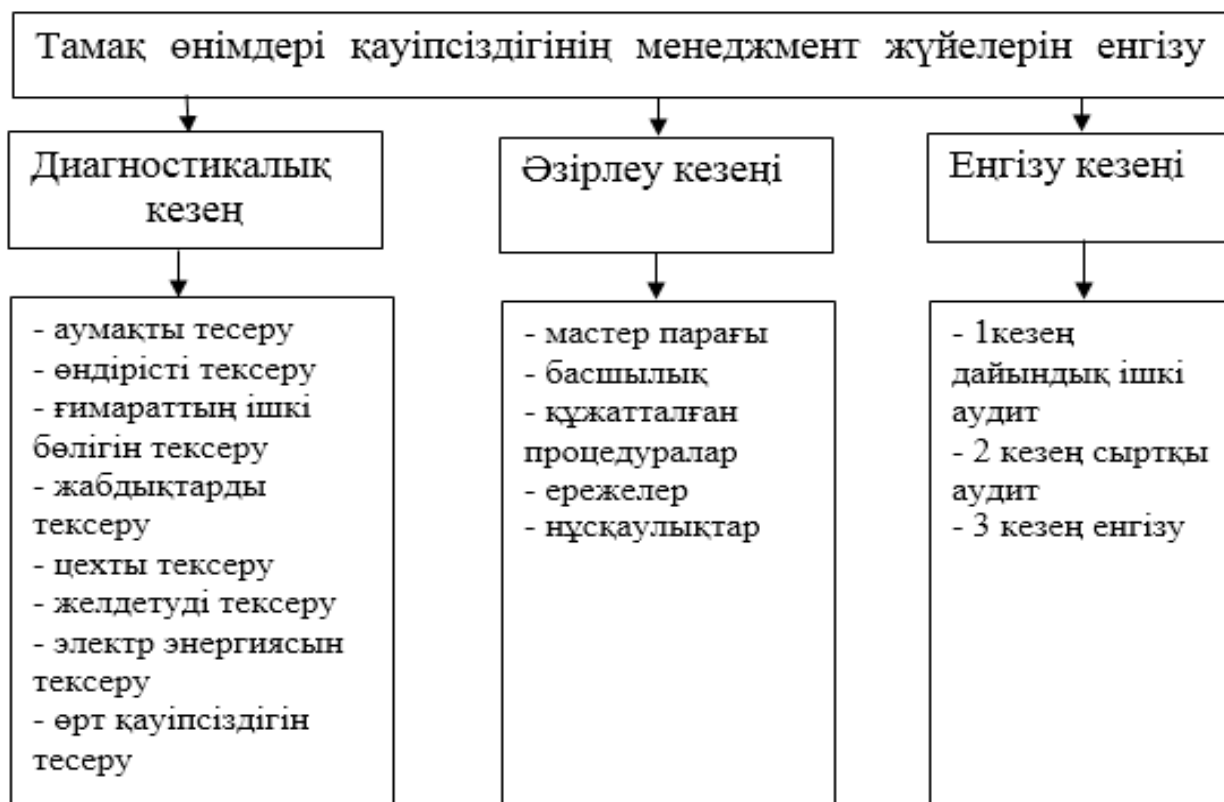 Тамақ өнімдері қауіпсіздігінің менеджмент жүйелерін енгізу
Диагностикалық
кезең
Әзірлеу кезеңі
Еңгізу кезеңі
- аумақты тесеру
- өндірісті тексеру
- ғимараттың ішкі
бөлігін тексеру
- жабдықтарды
тексеру
- цехты тексеру
- желдетуді тексеру
- электр энергиясын
тексеру
- өрт қауіпсіздігін
тесеру
- мастер парағы
- басшылық
- құжатталған
процедуралар
- ережелер
- нұсқаулықтар
- 1кезең
дайындық ішкі
аудит
- 2 кезең сыртқы
аудит
- 3 кезең енгізу